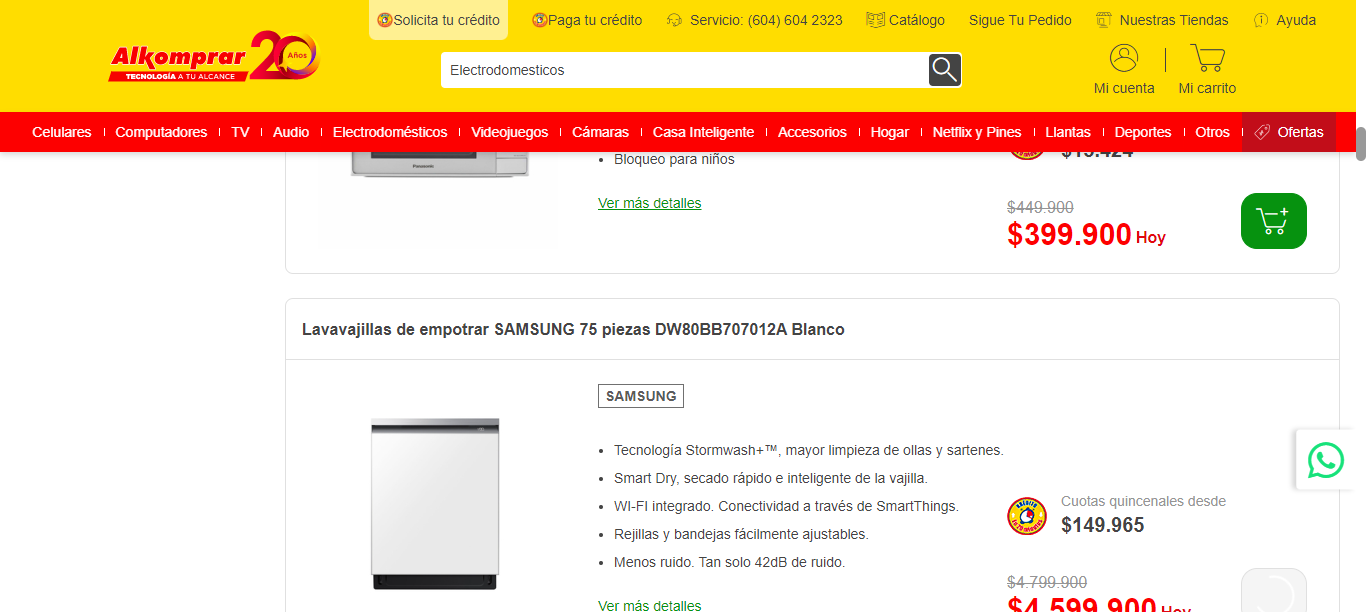 Solicita tu crédito
Paga tu crédito
Servicio: (604) 604 2323
Catálogo
Sigue Tu Pedido
Nuestras Tiendas
Ayuda
Alkomprar 20 Años
TECNOLOGÍA A TU ALCANCE
Electrodomesticos
Mi cuenta
Mi carrito
Celulares
Computadores
TV
Audio
Electrodomésticos
Videojuegos
Cámaras
Casa Inteligente
Accesorios
Hogar
Netflix y Pines
Llantas
Deportes
Otros
Ofertas
Panasonic
• Bloqueo para niños
$15.424
Ver más detalles
$449.900
$399.900 Hoy
Lavavajillas de empotrar SAMSUNG 75 piezas DW80BB707012A Blanco
SAMSUNG
• Tecnología Stormwash+™, mayor limpieza de ollas y sartenes.
• Smart Dry, secado rápido e inteligente de la vajilla.
• WI-FI integrado. Conectividad a través de SmartThings.
• Rejillas y bandejas fácilmente ajustables.
• Menos ruido. Tan solo 42dB de ruido.
Cuotas quincenales desde
$149.965
Ver más detalles
$4.799.900
$4.599.900 Hoy